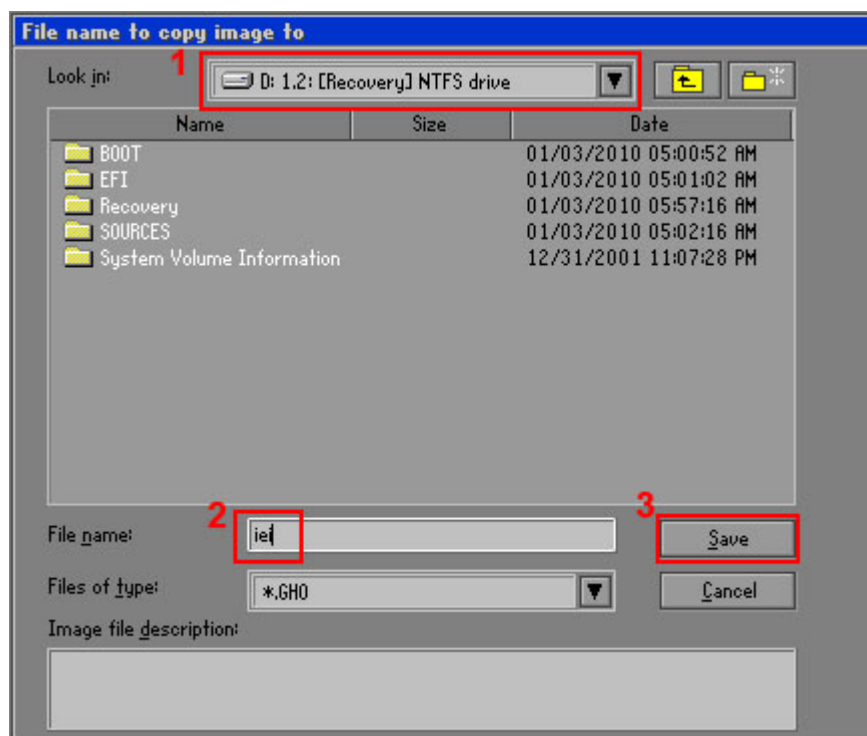 File name to copy image to
1
Look in: D: 1.2: [Recovery] NTFS drive
Name Size Date
BOOT 01/03/2010 05:00:52 AM
EFI 01/03/2010 05:01:02 AM
Recovery 01/03/2010 05:57:16 AM
SOURCES 01/03/2010 05:02:16 AM
System Volume Information 12/31/2001 11:07:28 PM
2 3
File name: iei Save
Files of type: *.GHO Cancel
Image file description: